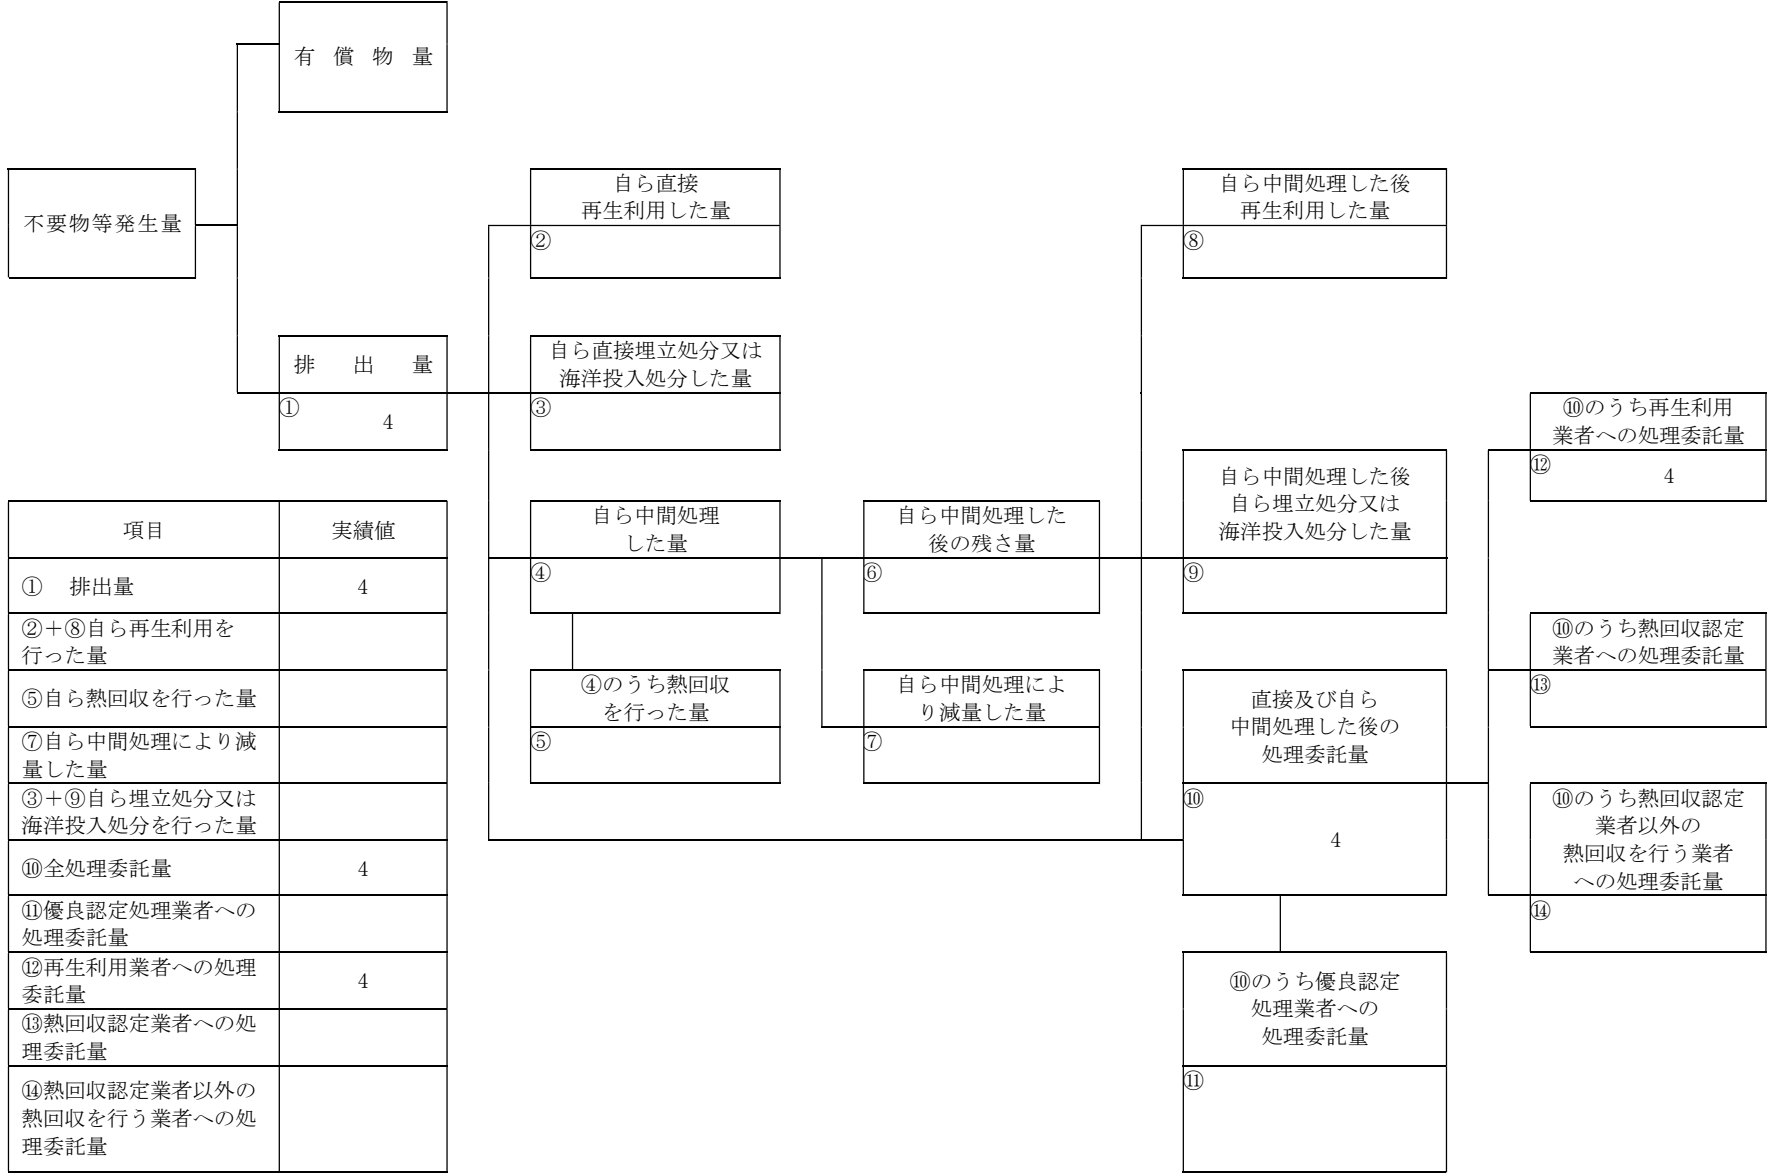 有 償 物 量
不要物等発生量
自ら直接
再生利用した量
②
自ら中間処理した後
再生利用した量
⑧
排 出 量
①
4
自ら直接埋立処分又は
海洋投入処分した量
③
⑩のうち再生利用
業者への処理委託量
⑫
4
自ら中間処理
した量
④
自ら中間処理した
後の残さ量
⑥
自ら中間処理した後
自ら埋立処分又は
海洋投入処分した量
⑨
⑩のうち熱回収認定
業者への処理委託量
⑬
④のうち熱回収
を行った量
⑤
自ら中間処理によ
り減量した量
⑦
直接及び自ら
中間処理した後の
処理委託量
⑩
4
⑩のうち熱回収認定
業者以外の
熱回収を行う業者
への処理委託量
⑭
⑩のうち優良認定
処理業者への
処理委託量
⑪
項目 実績値
① 排出量 4
②＋⑧自ら再生利用を
行った量
⑤自ら熱回収を行った量
⑦自ら中間処理により減
量した量
③＋⑨自ら埋立処分又は
海洋投入処分を行った量
⑩全処理委託量 4
⑪優良認定処理業者への
処理委託量
⑫再生利用業者への処理
委託量 4
⑬熱回収認定業者への処
理委託量
⑭熱回収認定業者以外の
熱回収を行う業者への処
理委託量